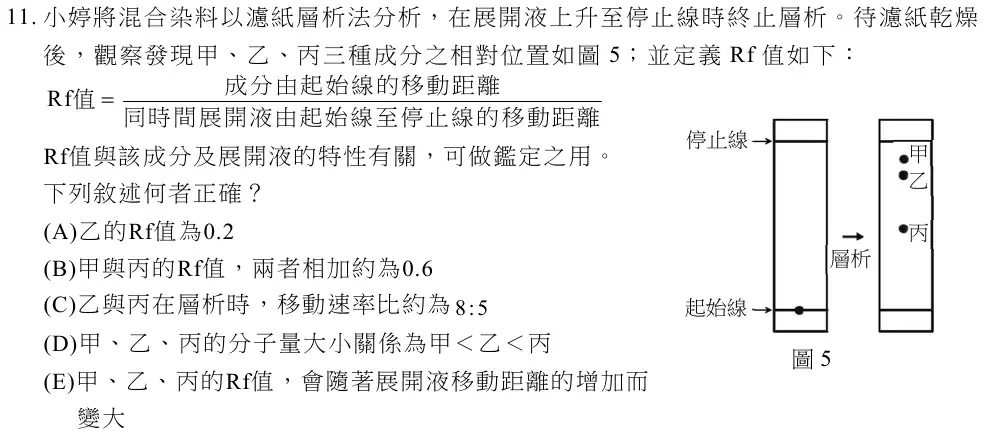 11. 小婷將混合染料以濾紙層析法分析，在展開液上升至停止線時終止層析。待濾紙乾燥
後，觀察發現甲、乙、丙三種成分之相對位置如圖 5；並定義 Rf 值如下：
Rf值 = 成分由起始線的移動距離
同時間展開液由起始線至停止線的移動距離
Rf值與該成分及展開液的特性有關，可做鑑定之用。
下列敘述何者正確？
(A)乙的Rf值為0.2
(B)甲與丙的Rf值，兩者相加約為0.6
(C)乙與丙在層析時，移動速率比約為 8:5
(D)甲、乙、丙的分子量大小關係為甲＜乙＜丙
(E)甲、乙、丙的Rf值，會隨著展開液移動距離的增加而
變大
停止線
甲
乙
丙
層析
起始線
圖 5